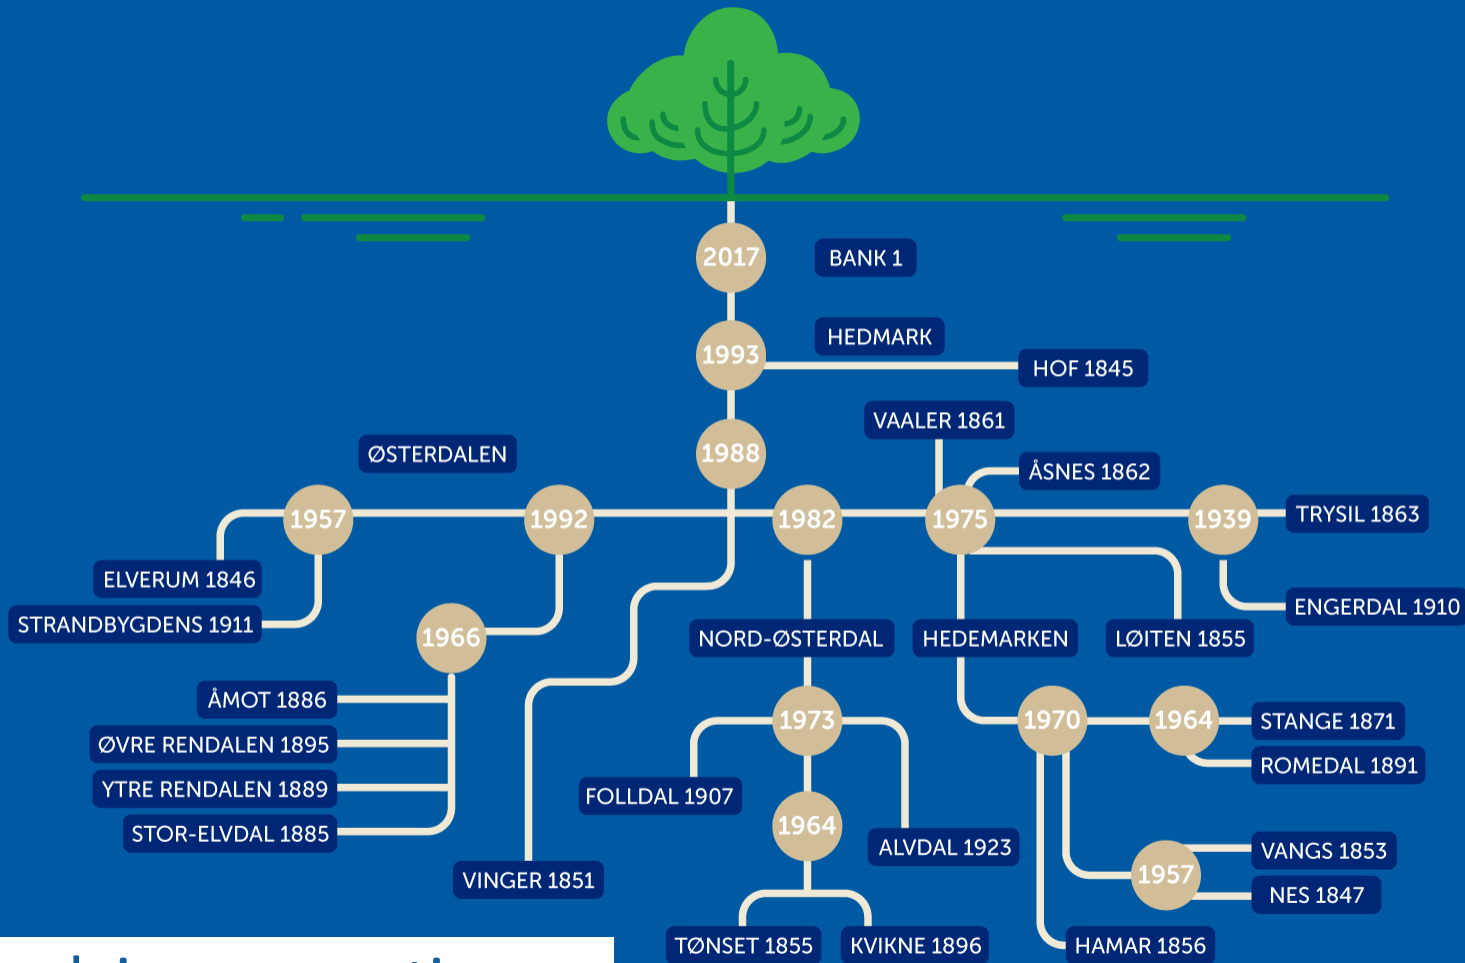 2017
BANK 1
1993
HEDMARK
HOF 1845
1988
VAALER 1861
ØSTERDALEN
ÅSNES 1862
1957
1992
1982
1975
1939
TRYSIL 1863
ELVERUM 1846
STRANDBYGDENS 1911
ENGERDAL 1910
1966
NORD-ØSTERDAL
HEDEMARKEN
LØITEN 1855
ÅMOT 1886
ØVRE RENDALEN 1895
YTRE RENDALEN 1889
STOR-ELVDAL 1885
1973
1970
1964
STANGE 1871
ROMEDAL 1891
FOLLDAL 1907
1964
ALVDAL 1923
VANGS 1853
1957
NES 1847
VINGER 1851
TØNSET 1855
KVIKNE 1896
HAMAR 1856